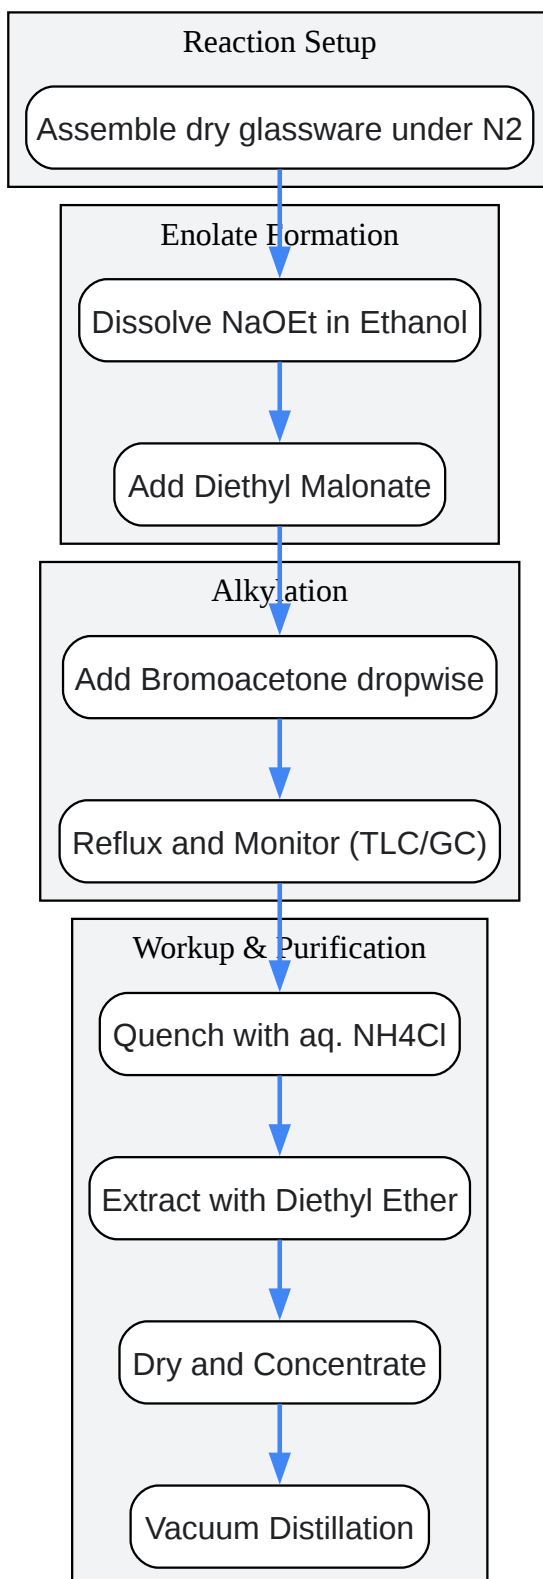 Reaction Setup
Assemble dry glassware under N2
Enolate Formation
Dissolve NaOEt in Ethanol
Add Diethyl Malonate
Alkylation
Add Bromoacetone dropwise
Reflux and Monitor (TLC/GC)
Workup & Purification
Quench with aq. NH4Cl
Extract with Diethyl Ether
Dry and Concentrate
Vacuum Distillation